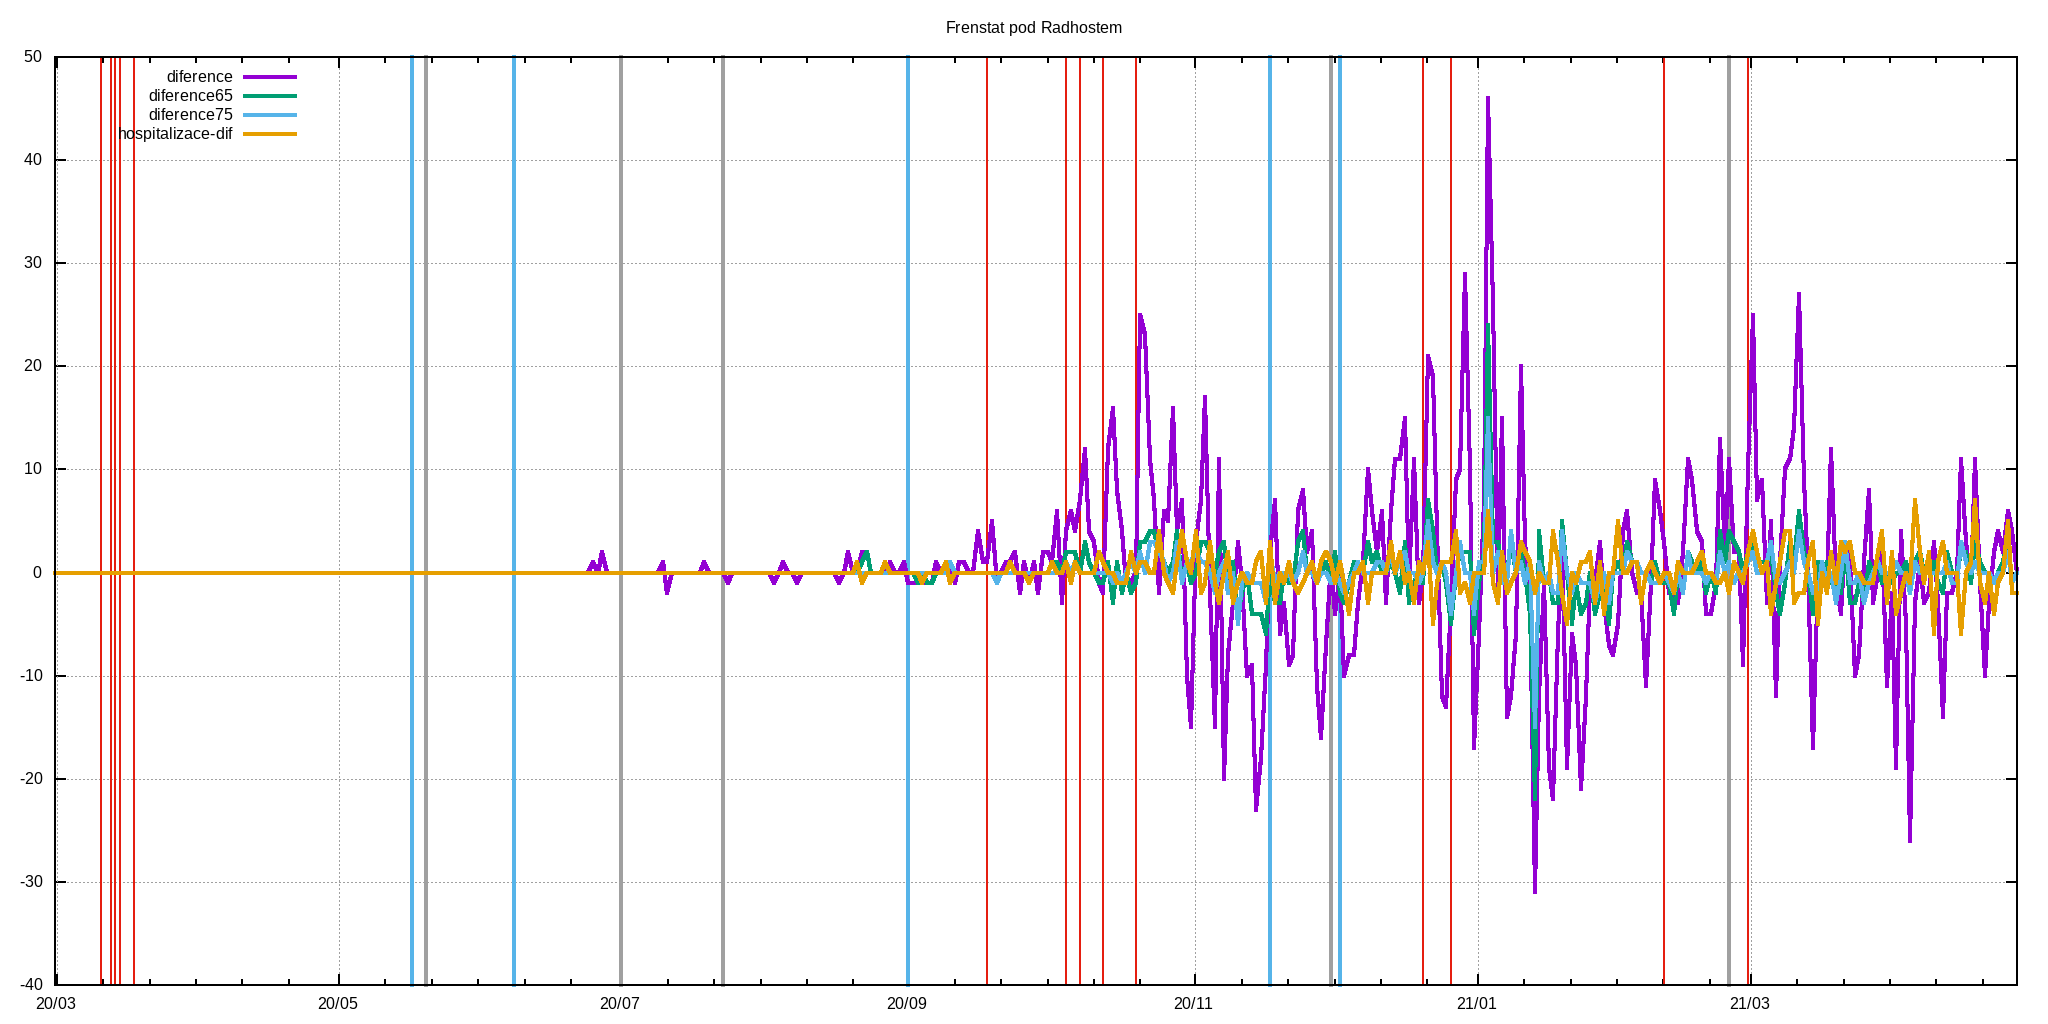 Frenstat pod Radhostem
50
40
30
20
10
0
-10
-20
-30
-40
diference
diference65
diference75
hospitalizace-dif
20/03 20/05 20/07 20/09 20/11 21/01 21/03